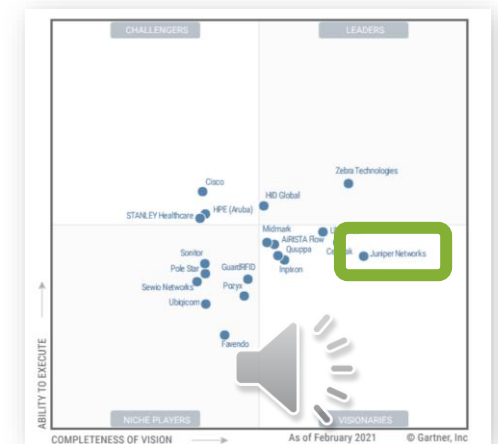 CHALLENGERS
LEADERS
Zebra Technologies
Cisco
HID Global
HPE (Aruba)
STANLEY Healthcare
Midmark
AiRISTA Flow
Quuppa
Juniper Networks
Sonitor
Pole Star
GuardRFID
Inpixon
Sewio Networks
Pozyx
Ubiqicom
Favendo
ABILITY TO EXECUTE
NICHE PLAYERS
VISIONARIES
COMPLETENESS OF VISION
As of February 2021
© Gartner, Inc